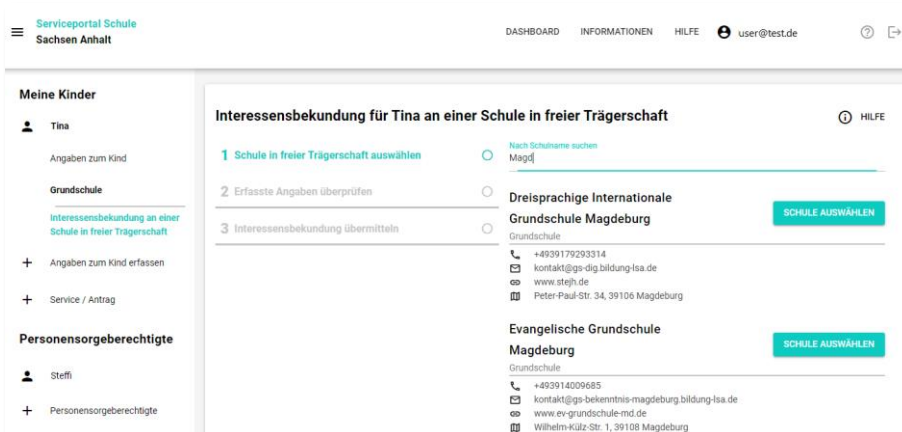 Serviceportal Schule
Sachsen Anhalt
DASHBOARD INFORMATIONEN HILFE user@test.de
Meine Kinder
Tina
Angaben zum Kind
Grundschule
Interessensbekundung an einer
Schule in freier Trägerschaft
Angaben zum Kind erfassen
Service / Antrag
Personensorgeberechtigte
Steffi
Personensorgeberechtigte
Interessensbekundung für Tina an einer Schule in freier Trägerschaft
HILFE
1 Schule in freier Trägerschaft auswählen
2 Erfasste Angaben überprüfen
3 Interessensbekundung übermitteln
Nach Schulname suchen
Magd
Dreisprachige Internationale
Grundschule Magdeburg
SCHULE AUSWÄHLEN
Grundschule
+4939179293314
kontakt@gs-dig.bildung-lsa.de
www.stejh.de
Peter-Paul-Str. 34, 39106 Magdeburg
Evangelische Grundschule
Magdeburg
SCHULE AUSWÄHLEN
Grundschule
+493914009685
kontakt@gs-bekenntnis-magdeburg.bildung-lsa.de
www.ev-grundschule-md.de
Wilhelm-Külz-Str. 1, 39108 Magdeburg